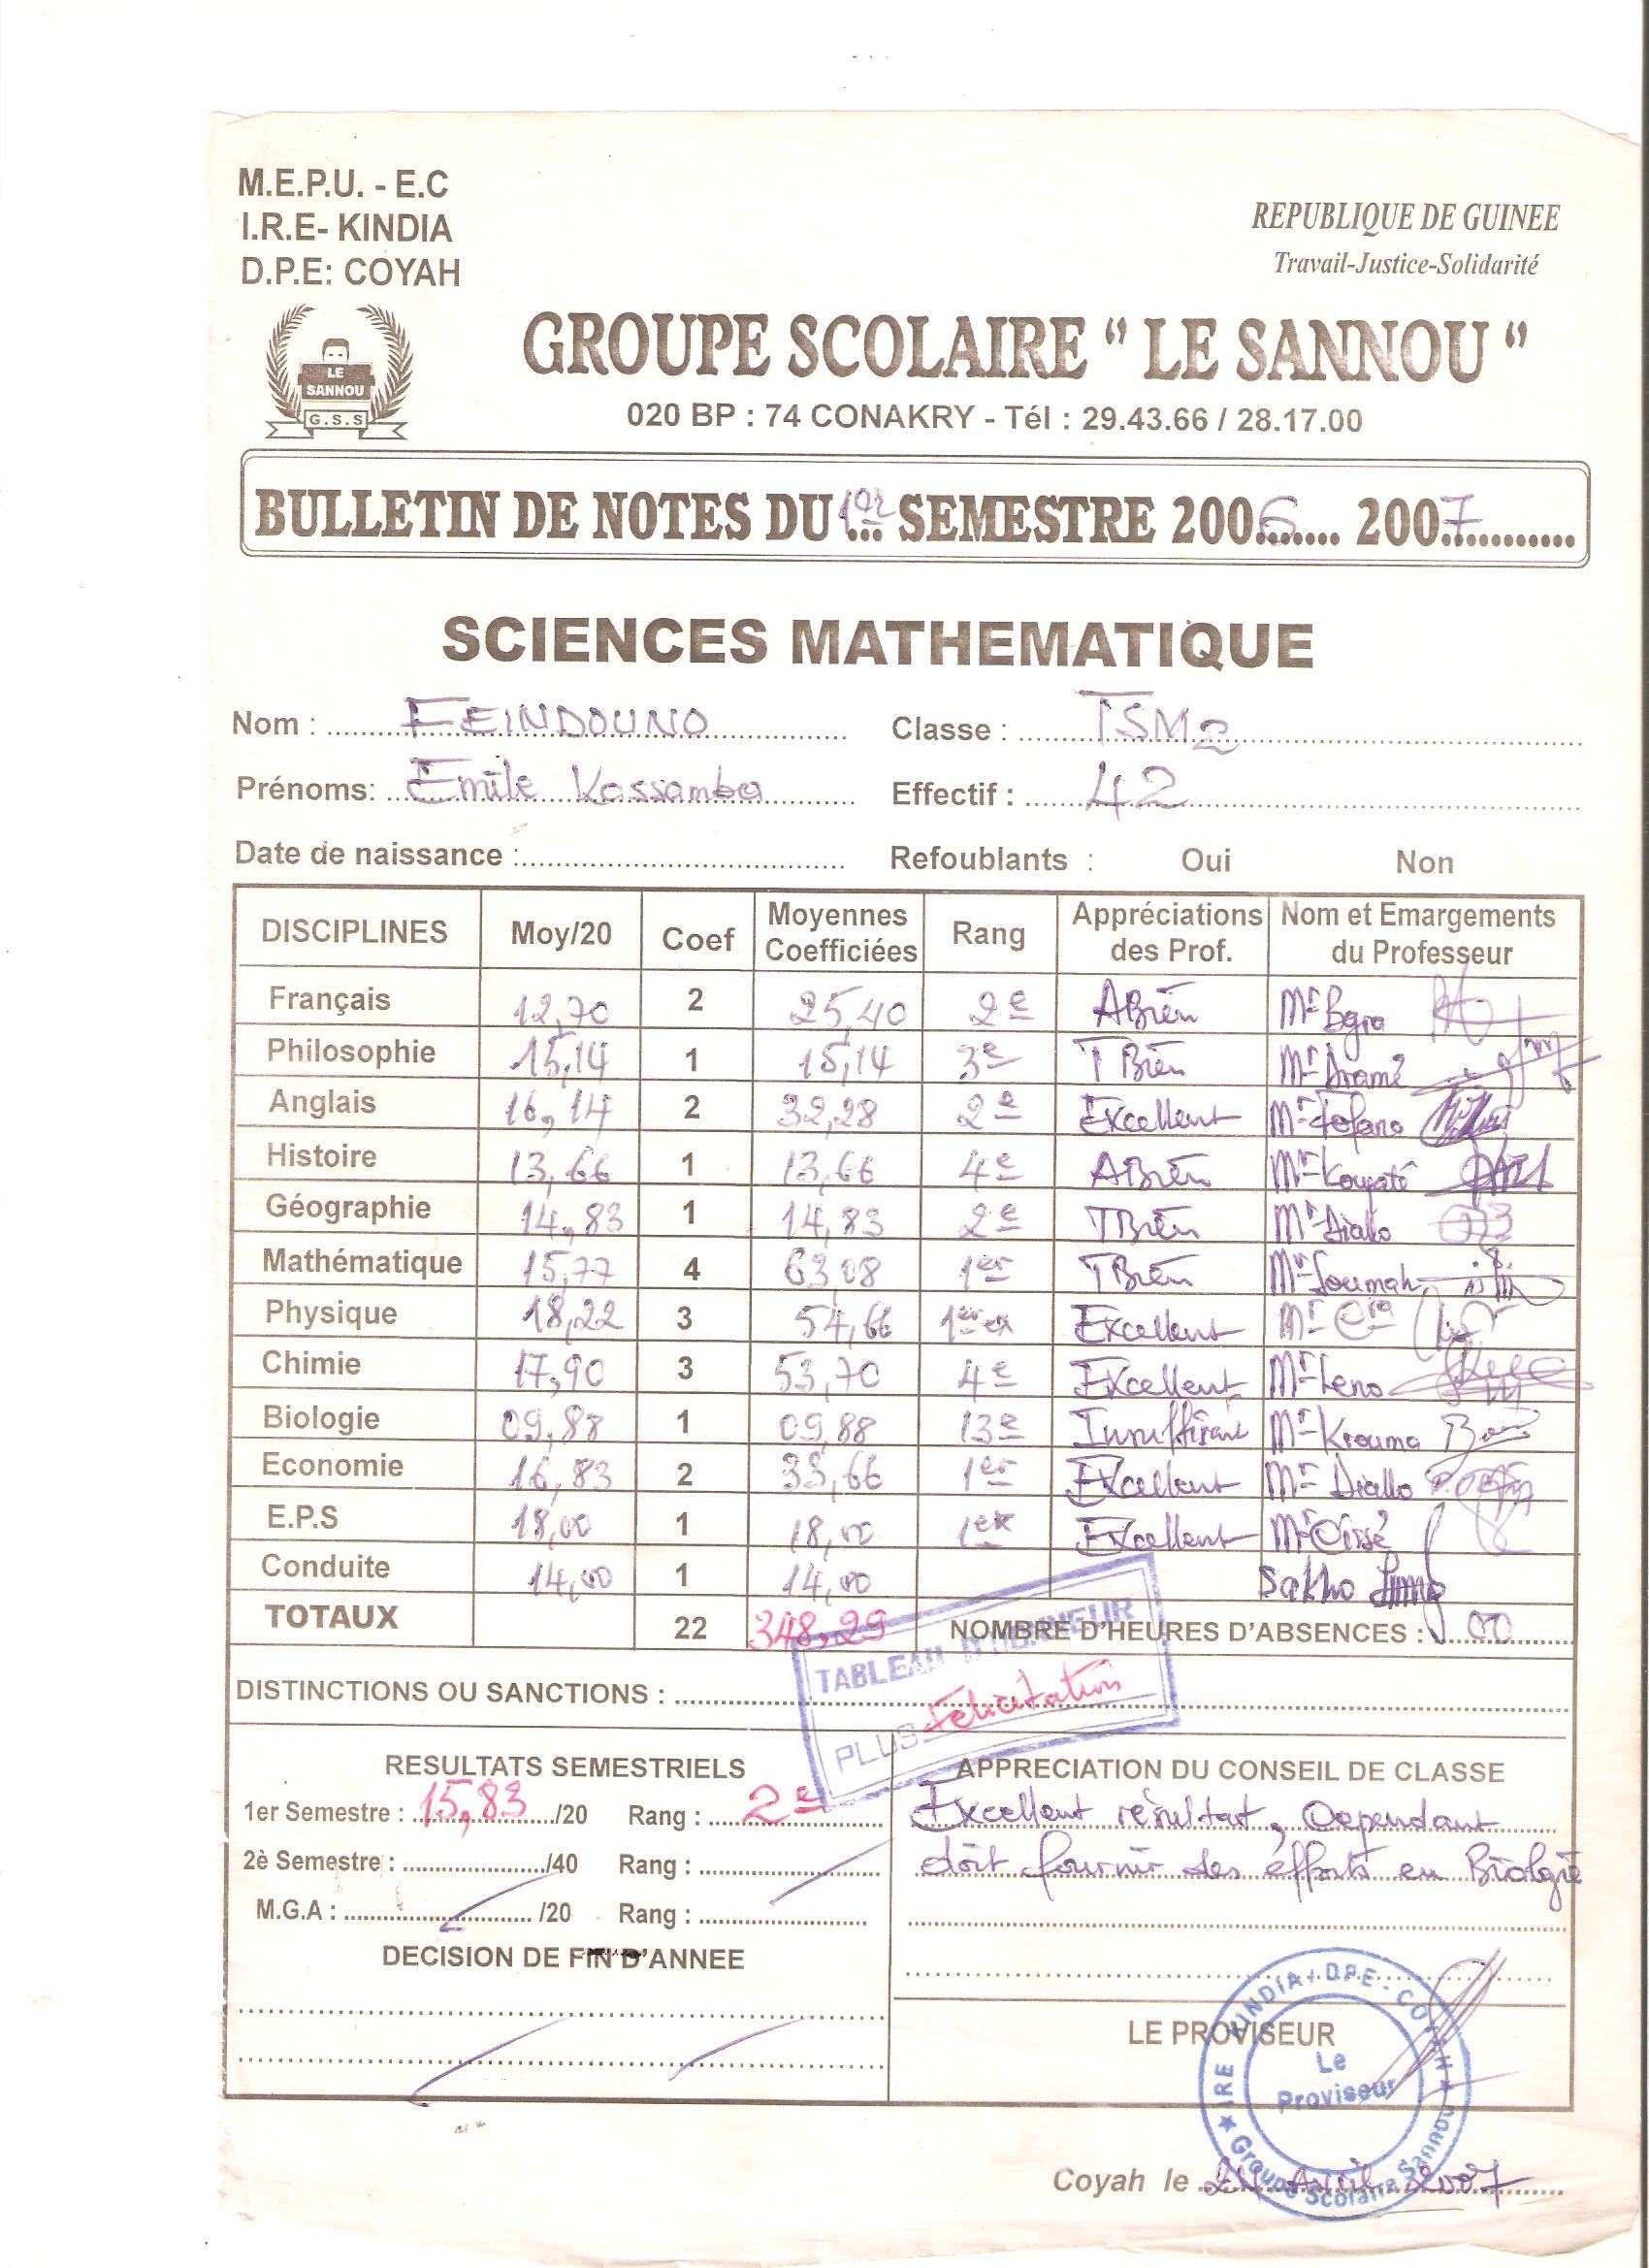 M.E.P.U. - E.C
I.R.E- KINDIA
D.P.E: COYAH
REPUBLIQUE DE GUINEE
Travail-Justice-Solidarité
LE SANNOU
G.S.S
GROUPE SCOLAIRE " LE SANNOU "
020 BP : 74 CONAKRY - Tél : 29.43.66 / 28.17.00
BULLETIN DE NOTES DU 1er SEMESTRE 2006 2007
SCIENCES MATHEMATIQUE
Nom : FEINDOUNO Classe : TSM2
Prénoms: Emile Kossamba Effectif : 42
Date de naissance : Refoublants : Oui Non
DISCIPLINES Moy/20 Coef Moyennes Coefficiées Rang Appréciations des Prof. Nom et Emargements du Professeur
Français 12,70 2 25,40 2e ABien Mr
Philosophie 15,14 1 15,14 3e TBien Mr Dramé
Anglais 16,14 2 32,28 2e Excellent Mr Fofana
Histoire 13,66 1 13,66 4e ABien Mr Kouyaté
Géographie 14,83 1 14,83 2e TBien Mr Diallo
Mathématique 15,77 4 63,08 1er TBien Mr Soumah
Physique 18,22 3 54,66 1er ex Excellent Mr
Chimie 17,90 3 53,70 4e Excellent Mr Leno
Biologie 09,88 1 09,88 13e Insuffisant Mr Krouma
Economie 16,83 2 33,66 1er Excellent Mr Diallo
E.P.S 18,00 1 18,00 1ex Excellent Mr Cissé
Conduite 14,00 1 14,00 Sakho
TOTAUX 22 348,29 NOMBRE D'HEURES D'ABSENCES : 00
TABLEAU D'HONNEUR
PLUS Félicitation
DISTINCTIONS OU SANCTIONS :
RESULTATS SEMESTRIELS
1er Semestre : 15,83 /20 Rang : 2e
2è Semestre : /40 Rang :
M.G.A : /20 Rang :
DECISION DE FIN D'ANNEE
APPRECIATION DU CONSEIL DE CLASSE
Excellent résultat, Cependant
doit fournir des efforts en Biologie
LE PROVISEUR
IRE KINDIA - D.P.E - COYAH
Le Proviseur
Groupe Scolaire Sannou
Coyah le 24 Avril 2007